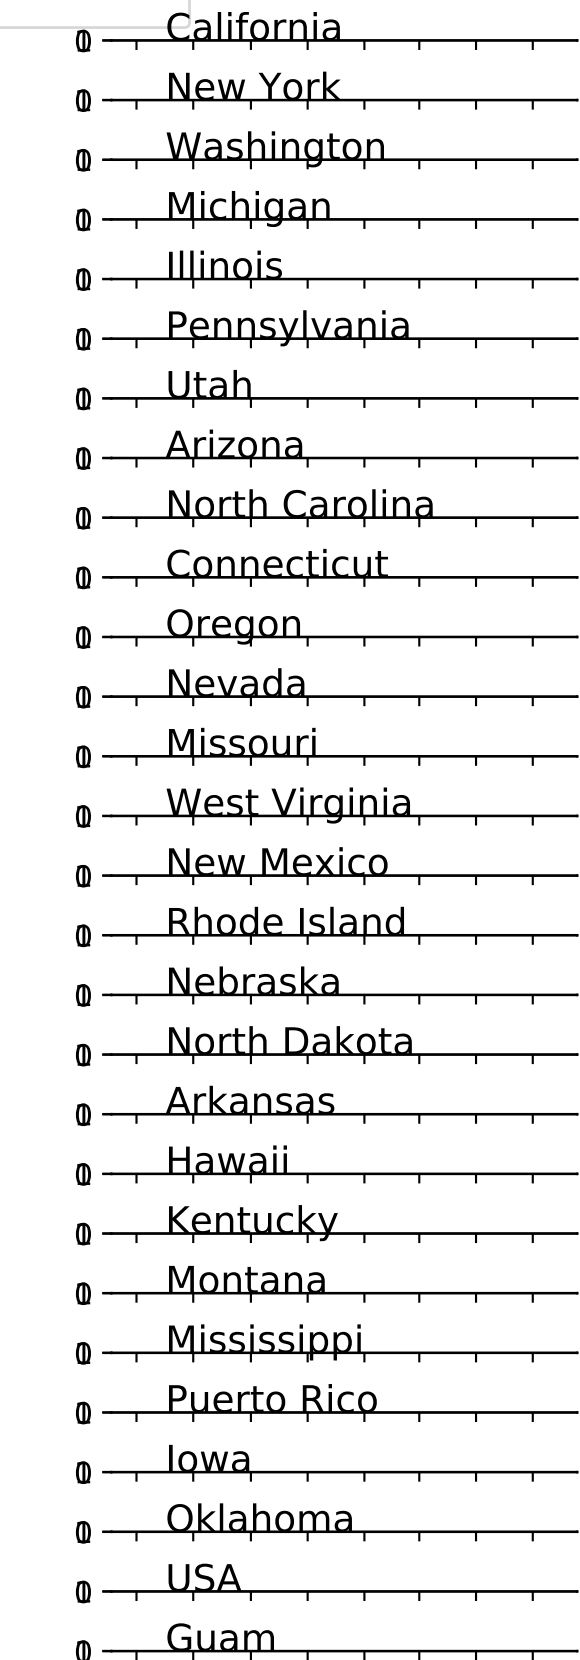 California
New York
Washington
Michigan
Illinois
Pennsylvania
Utah
Arizona
North Carolina
Connecticut
Oregon
Nevada
Missouri
West Virginia
New Mexico
Rhode Island
Nebraska
North Dakota
Arkansas
Hawaii
Kentucky
Montana
Mississippi
Puerto Rico
Iowa
Oklahoma
USA
Guam